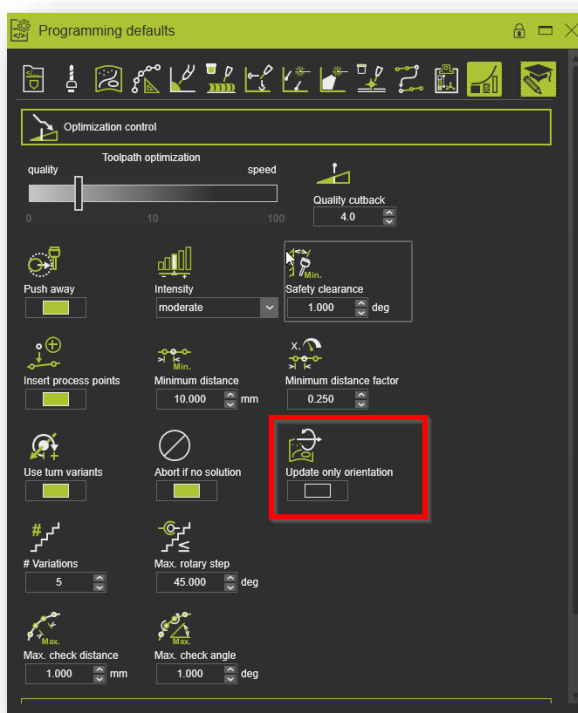 Programming defaults
Optimization control
Toolpath optimization
quality speed
0 10 100
Quality cutback
4.0
Push away
Intensity
moderate
Min.
Safety clearance
1.000 deg
Insert process points
Min.
Minimum distance
10.000 mm
X.
Minimum distance factor
0.250
Use turn variants
Abort if no solution
Update only orientation
#
# Variations
5
Max. rotary step
45.000 deg
Max.
Max. check distance
1.000 mm
Max.
Max. check angle
1.000 deg